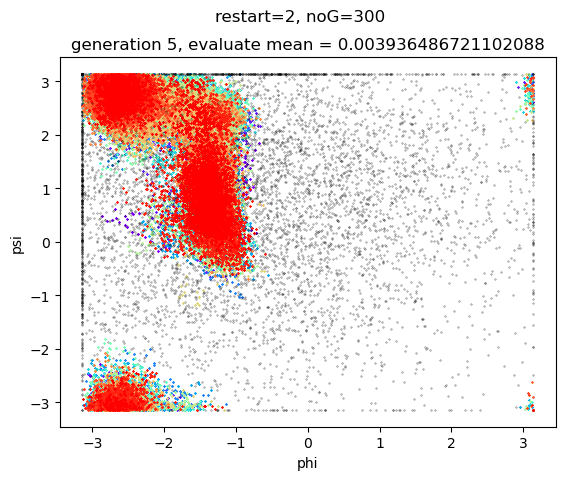 restart=2, noG=300
generation 5, evaluate mean = 0.003936486721102088
3
2
1
0
−1
−2
−3
psi
−3 −2 −1 0 1 2 3
phi